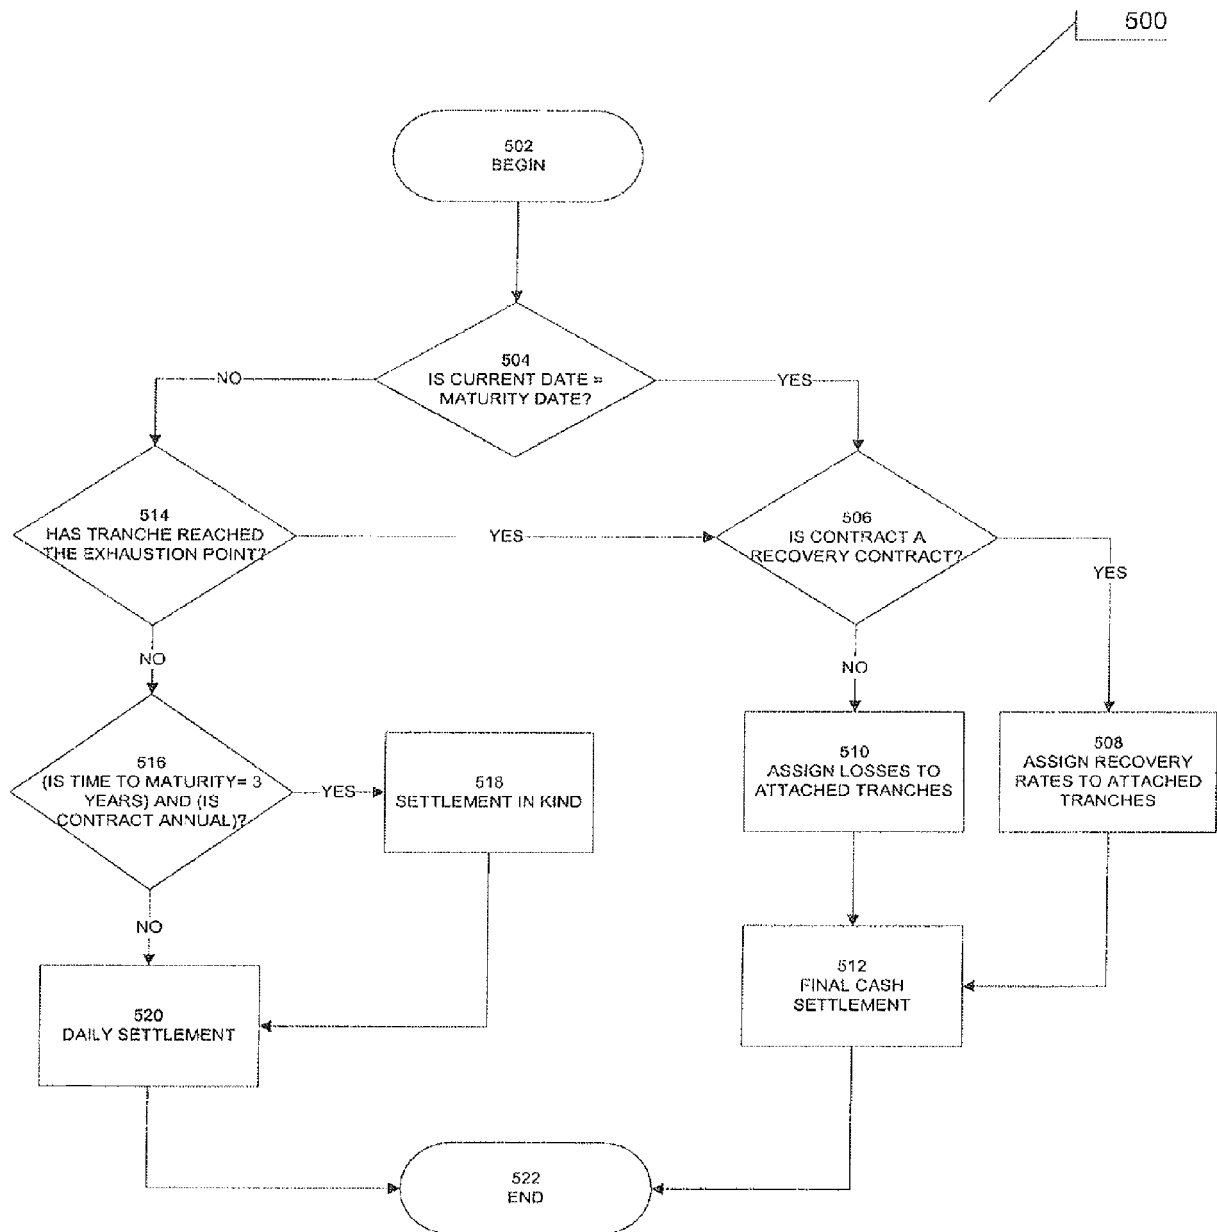 500
502
BEGIN
504
IS CURRENT DATE =
MATURITY DATE?
NO
YES
514
HAS TRANCHE REACHED
THE EXHAUSTION POINT?
YES
506
IS CONTRACT A
RECOVERY CONTRACT?
YES
NO
NO
516
(IS TIME TO MATURITY= 3
YEARS) AND (IS
CONTRACT ANNUAL)?
YES
518
SETTLEMENT IN KIND
510
ASSIGN LOSSES TO
ATTACHED TRANCHES
508
ASSIGN RECOVERY
RATES TO ATTACHED
TRANCHES
NO
520
DAILY SETTLEMENT
512
FINAL CASH
SETTLEMENT
522
END